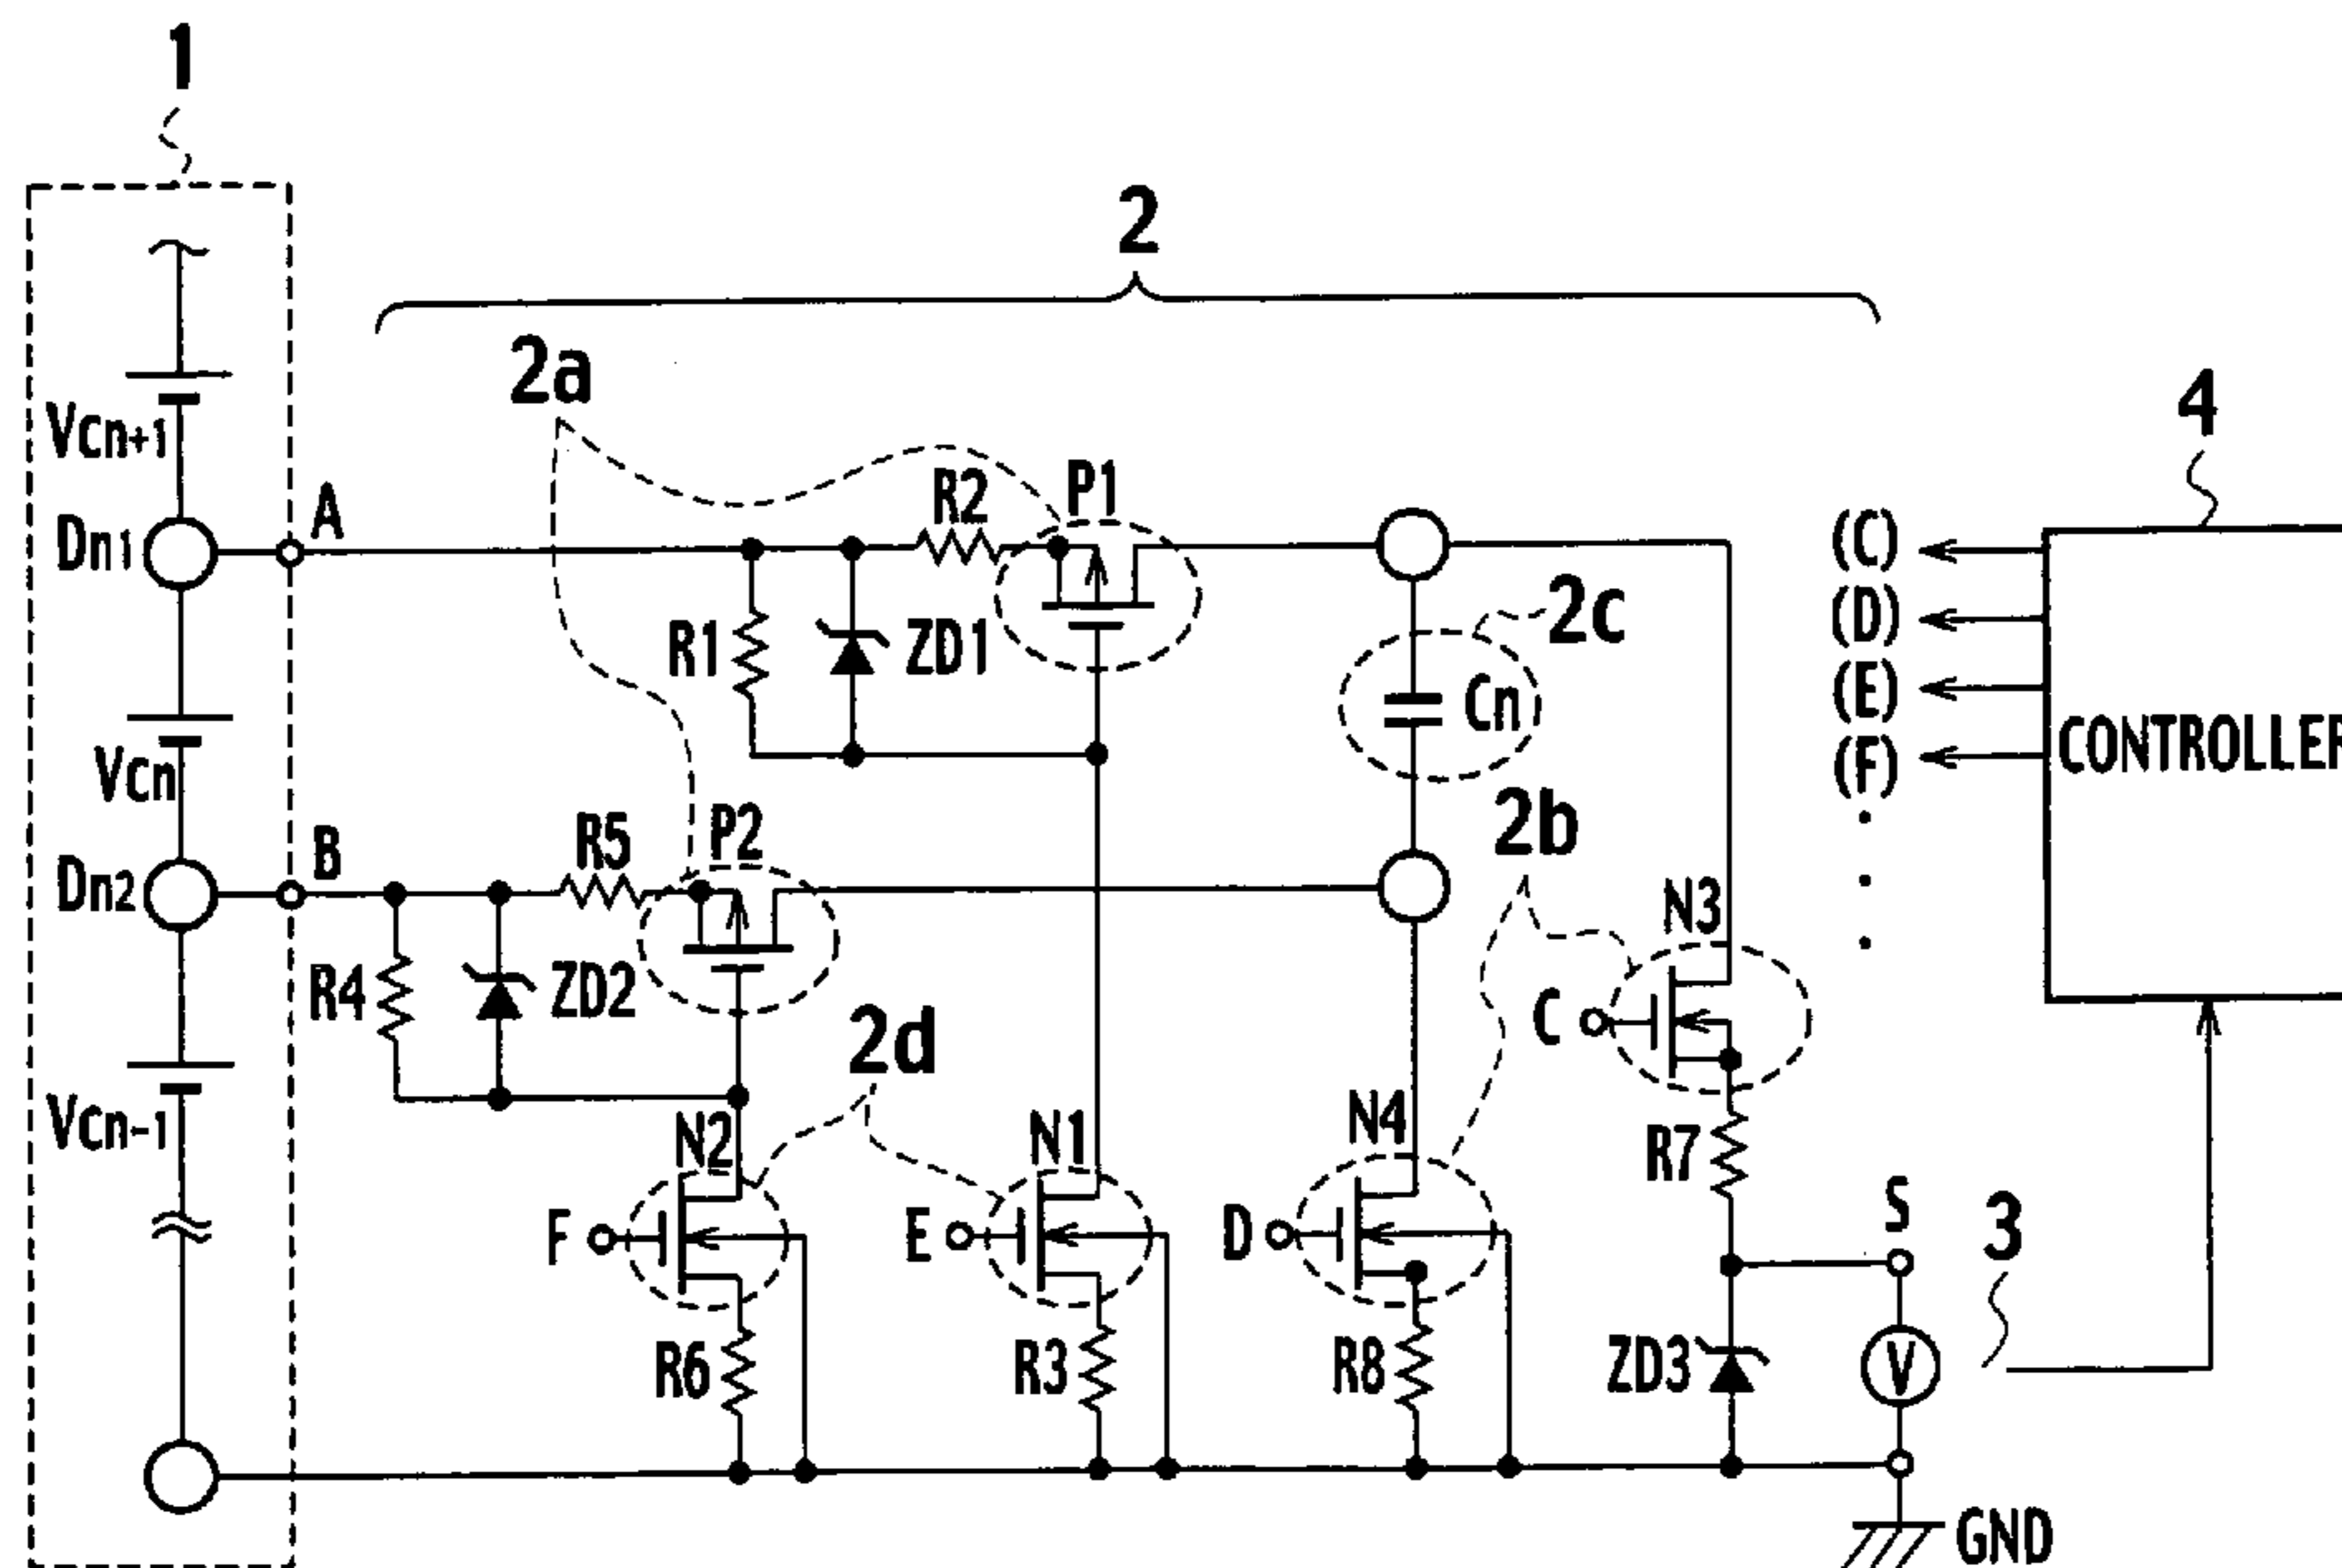 1
2
2a
4
Vcn+1
A
R2
P1
(C)
Dn1
2c
(D)
R1
ZD1
(E)
Cn
CONTROLLER
Vcn
(F)
2b
B
R5
P2
Dn2
N3
R4
ZD2
C
2d
Vcn-1
N2
N1
N4
R7
S
F
E
D
3
R6
R3
R8
ZD3
V
GND